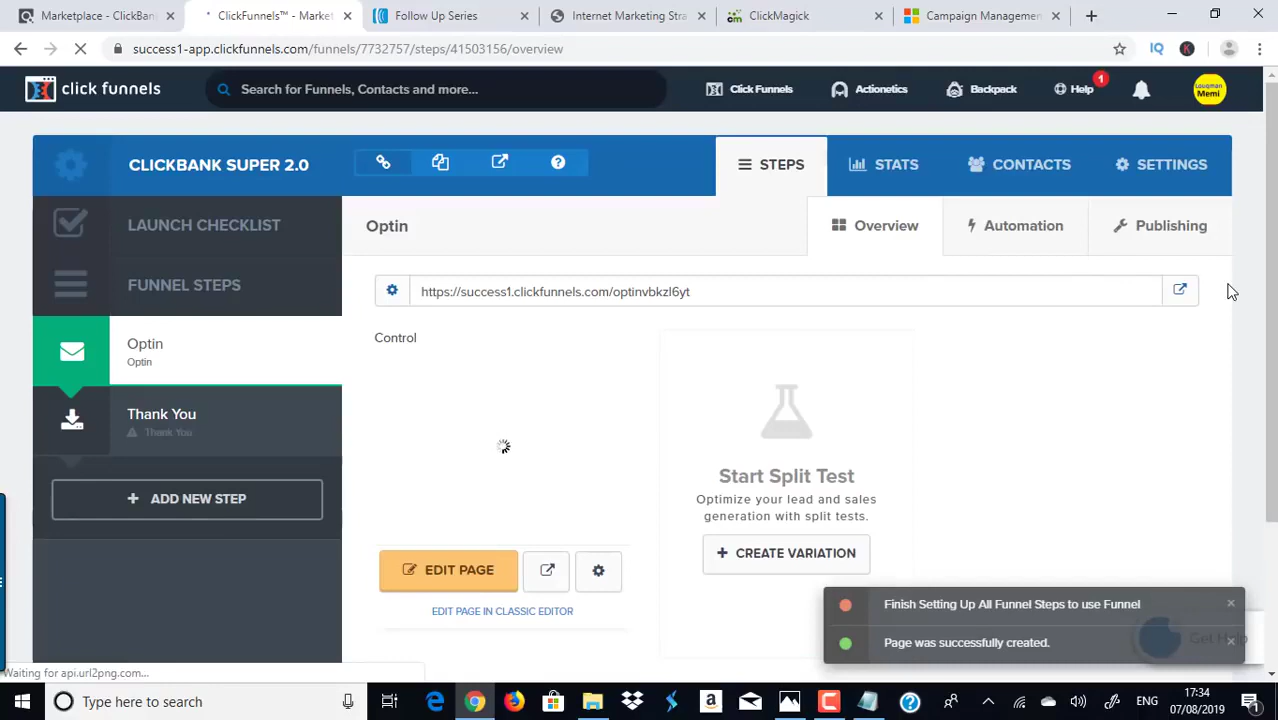 Marketplace - ClickBan ×
ClickFunnels™ - Market ×
Follow Up Series ×
Internet Marketing Stra ×
ClickMagick ×
Campaign Managemen ×
success1-app.clickfunnels.com/funnels/7732757/steps/41503156/overview
click funnels
Search for Funnels, Contacts and more...
Click Funnels
Actionetics
Backpack
Help
1
Louqman
Memi
CLICKBANK SUPER 2.0
STEPS
STATS
CONTACTS
SETTINGS
LAUNCH CHECKLIST
Optin
Overview
Automation
Publishing
FUNNEL STEPS
https://success1.clickfunnels.com/optinvbkzl6yt
Optin
Optin
Control
Thank You
Thank You
Start Split Test
Optimize your lead and sales
generation with split tests.
+ ADD NEW STEP
+ CREATE VARIATION
EDIT PAGE
EDIT PAGE IN CLASSIC EDITOR
Finish Setting Up All Funnel Steps to use Funnel
Page was successfully created.
Get Help
Waiting for api.url2png.com...
Type here to search
ENG
17:34
07/08/2019
1